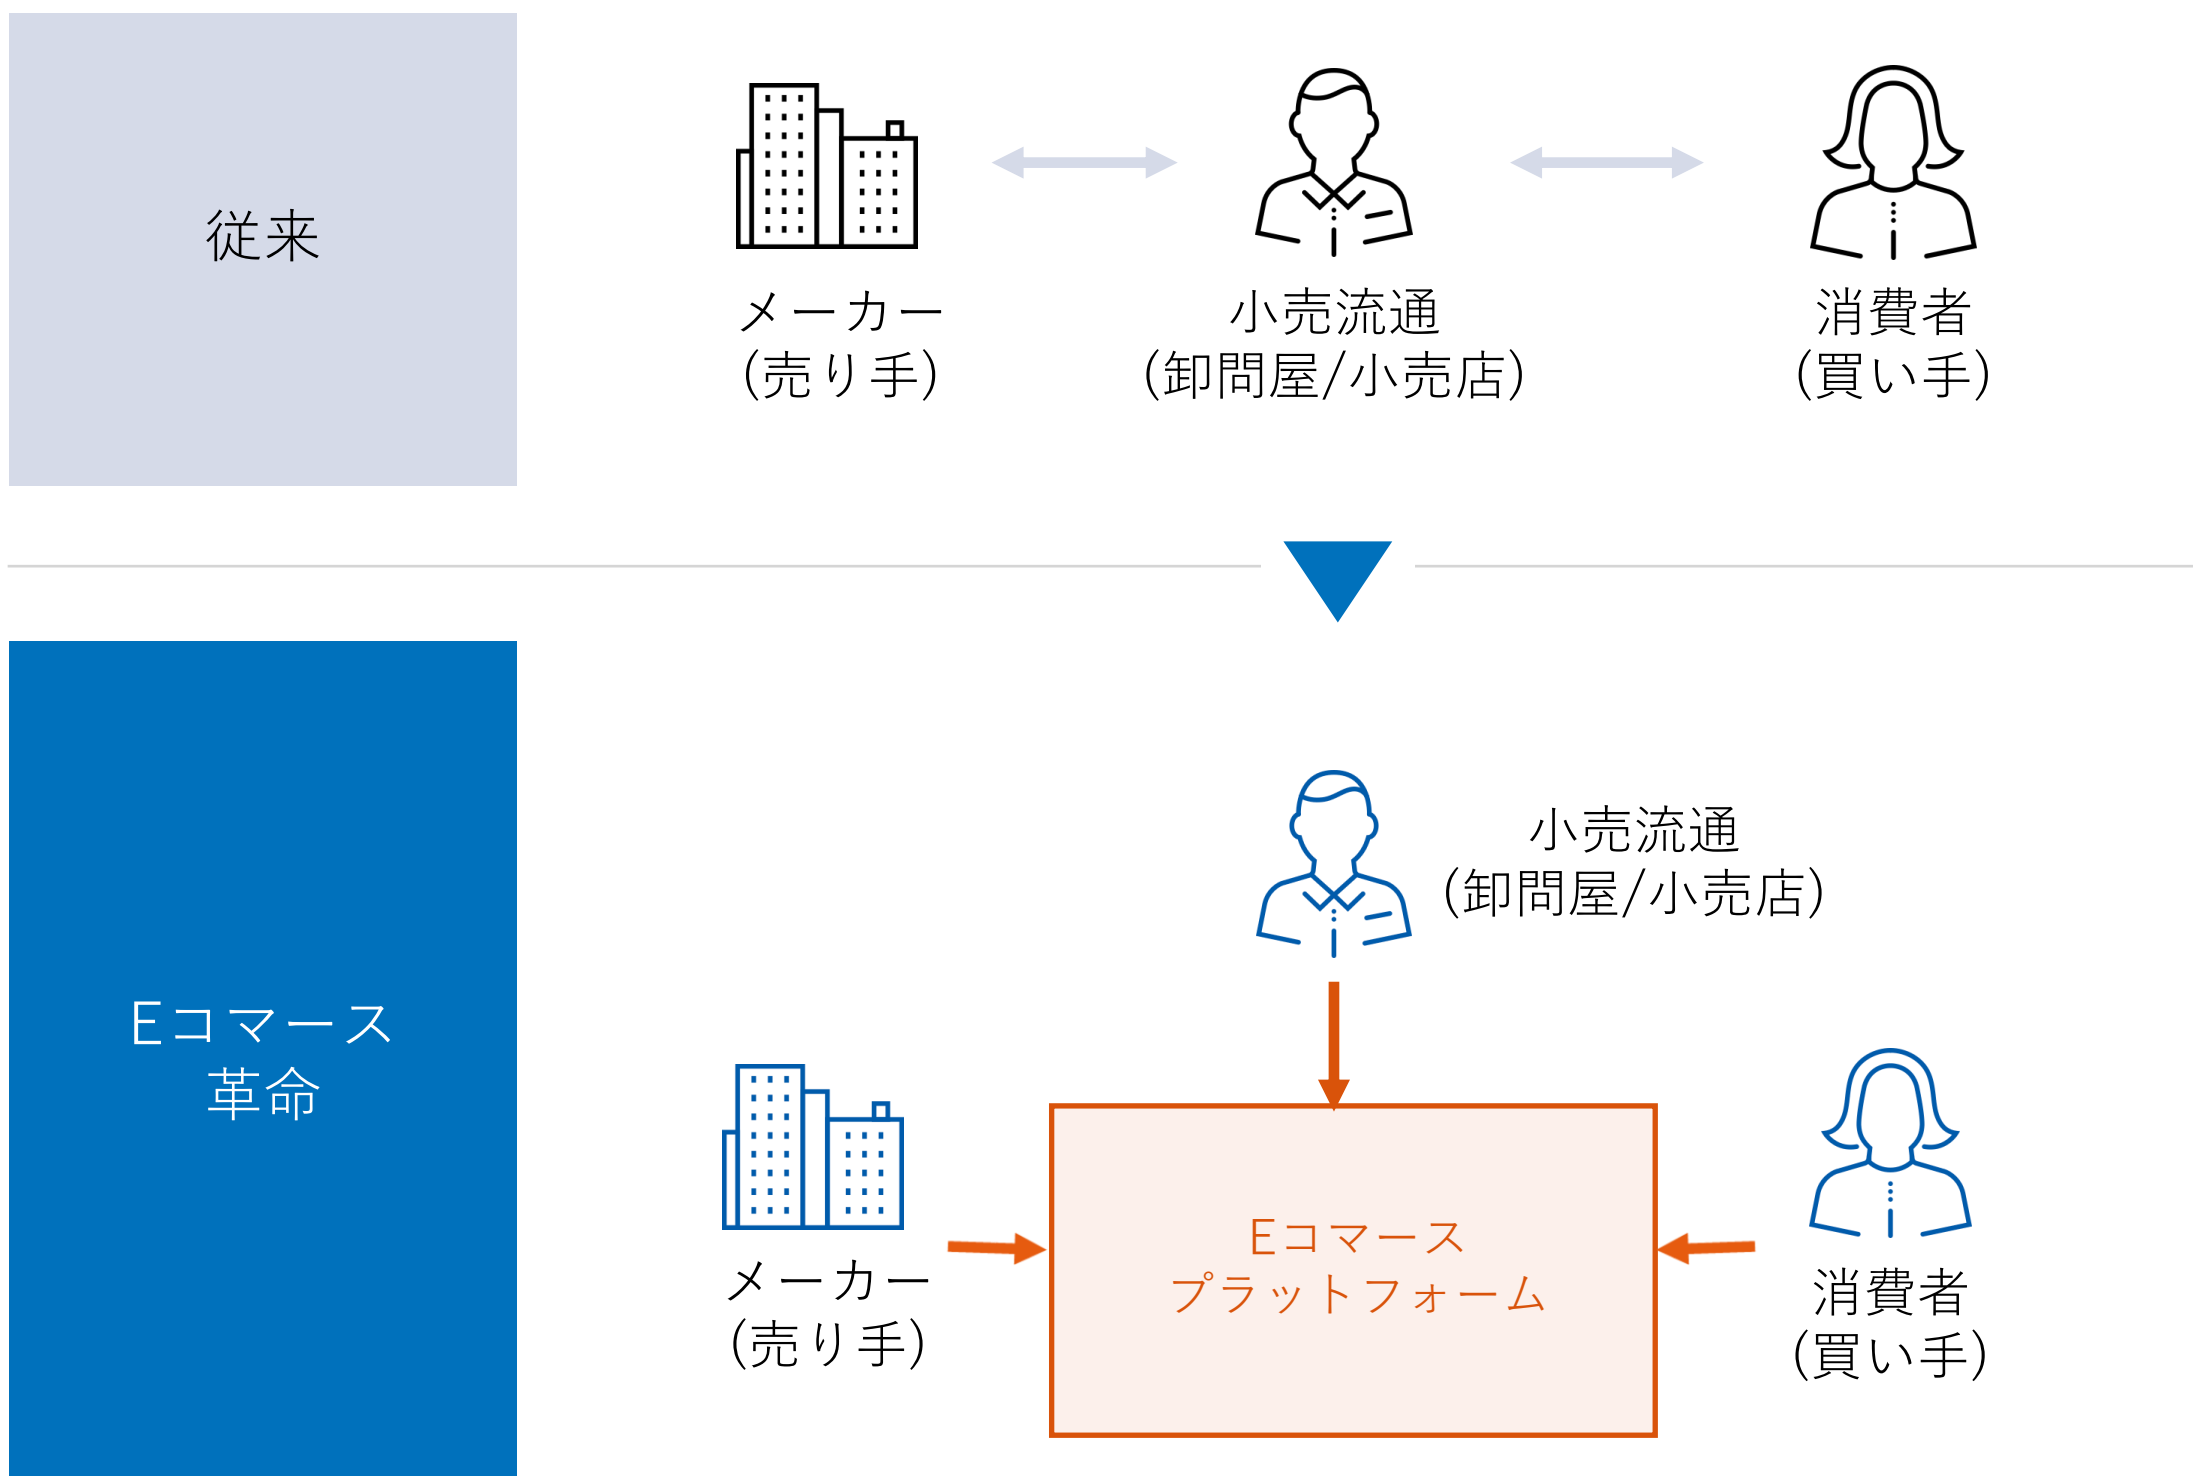 従来
メーカー
(売り手)
小売流通
(卸問屋/小売店)
消費者
(買い手)
Eコマース
革命
小売流通
(卸問屋/小売店)
メーカー
(売り手)
Eコマース
プラットフォーム
消費者
(買い手)